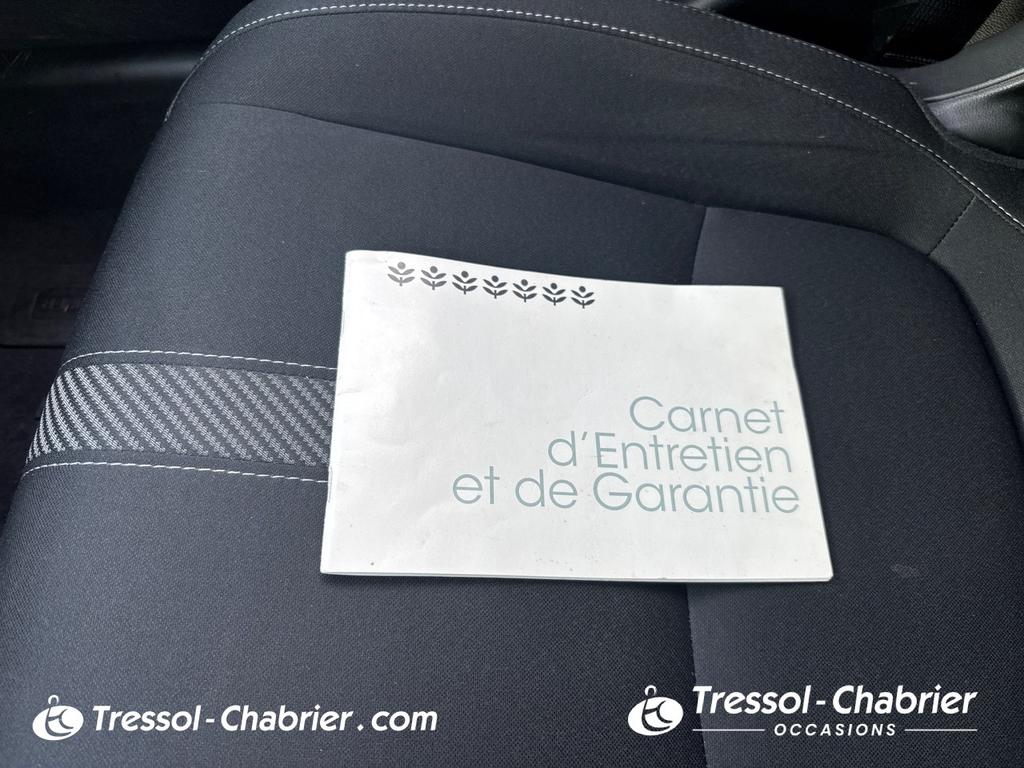 Carnet
d'Entretien
et de Garantie
Tressol-Chabrier.com
Tressol-Chabrier
OCCASIONS